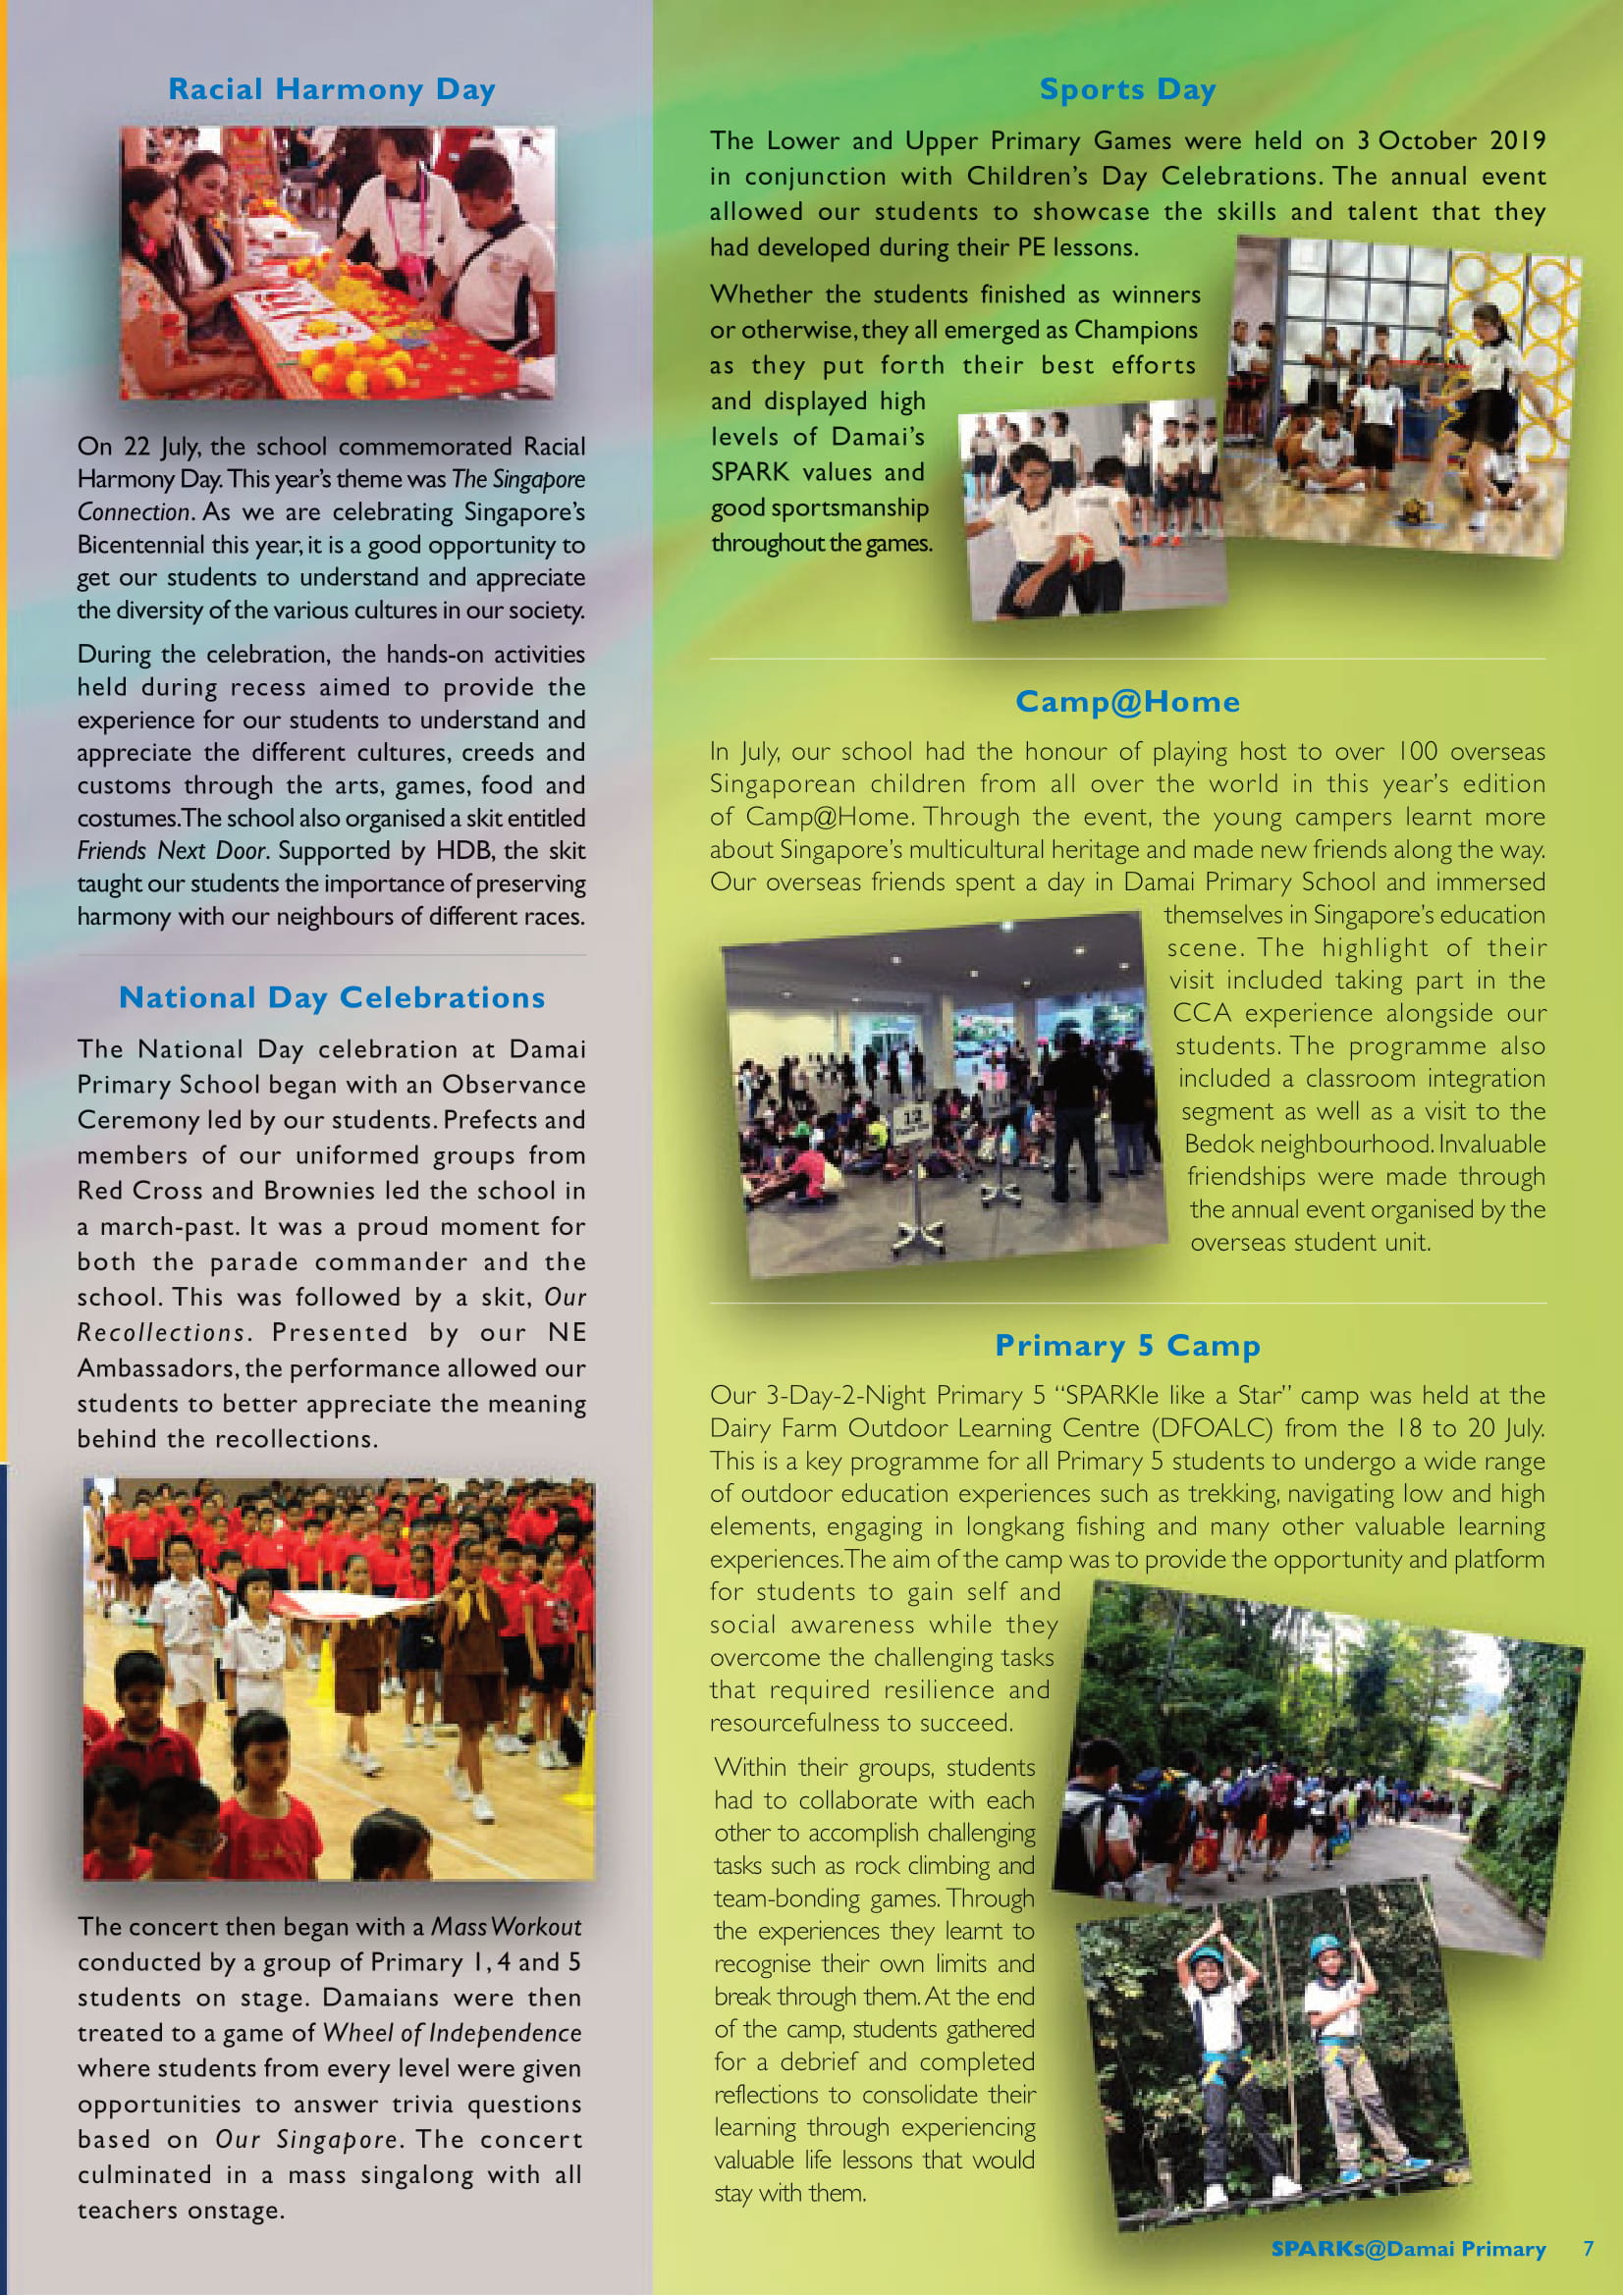 Racial Harmony Day
On 22 July, the school commemorated Racial
Harmony Day. This year's theme was The Singapore
Connection. As we are celebrating Singapore's
Bicentennial this year, it is a good opportunity to
get our students to understand and appreciate
the diversity of the various cultures in our society.
During the celebration, the hands-on activities
held during recess aimed to provide the
experience for our students to understand and
appreciate the different cultures, creeds and
customs through the arts, games, food and
costumes.The school also organised a skit entitled
Friends Next Door. Supported by HDB, the skit
taught our students the importance of preserving
harmony with our neighbours of different races.
National Day Celebrations
The National Day celebration at Damai
Primary School began with an Observance
Ceremony led by our students. Prefects and
members of our uniformed groups from
Red Cross and Brownies led the school in
a march-past. It was a proud moment for
both the parade commander and the
school. This was followed by a skit, Our
Recollections. Presented by our NE
Ambassadors, the performance allowed our
students to better appreciate the meaning
behind the recollections.
The concert then began with a Mass Workout
conducted by a group of Primary 1, 4 and 5
students on stage. Damaians were then
treated to a game of Wheel of Independence
where students from every level were given
opportunities to answer trivia questions
based on Our Singapore. The concert
culminated in a mass singalong with all
teachers onstage.
Sports Day
The Lower and Upper Primary Games were held on 3 October 2019
in conjunction with Children's Day Celebrations. The annual event
allowed our students to showcase the skills and talent that they
had developed during their PE lessons.
Whether the students finished as winners
or otherwise, they all emerged as Champions
as they put forth their best efforts
and displayed high
levels of Damai's
SPARK values and
good sportsmanship
throughout the games.
Camp@Home
In July, our school had the honour of playing host to over 100 overseas
Singaporean children from all over the world in this year's edition
of Camp@Home. Through the event, the young campers learnt more
about Singapore's multicultural heritage and made new friends along the way.
Our overseas friends spent a day in Damai Primary School and immersed
themselves in Singapore's education
scene. The highlight of their
visit included taking part in the
CCA experience alongside our
students. The programme also
included a classroom integration
segment as well as a visit to the
Bedok neighbourhood. Invaluable
friendships were made through
the annual event organised by the
overseas student unit.
12
Primary 5 Camp
Our 3-Day-2-Night Primary 5 “SPARKle like a Star” camp was held at the
Dairy Farm Outdoor Learning Centre (DFOALC) from the 18 to 20 July.
This is a key programme for all Primary 5 students to undergo a wide range
of outdoor education experiences such as trekking, navigating low and high
elements, engaging in longkang fishing and many other valuable learning
experiences.The aim of the camp was to provide the opportunity and platform
for students to gain self and
social awareness while they
overcome the challenging tasks
that required resilience and
resourcefulness to succeed.
Within their groups, students
had to collaborate with each
other to accomplish challenging
tasks such as rock climbing and
team-bonding games. Through
the experiences they learnt to
recognise their own limits and
break through them. At the end
of the camp, students gathered
for a debrief and completed
reflections to consolidate their
learning through experiencing
valuable life lessons that would
stay with them.
SPARKs@Damai Primary 7